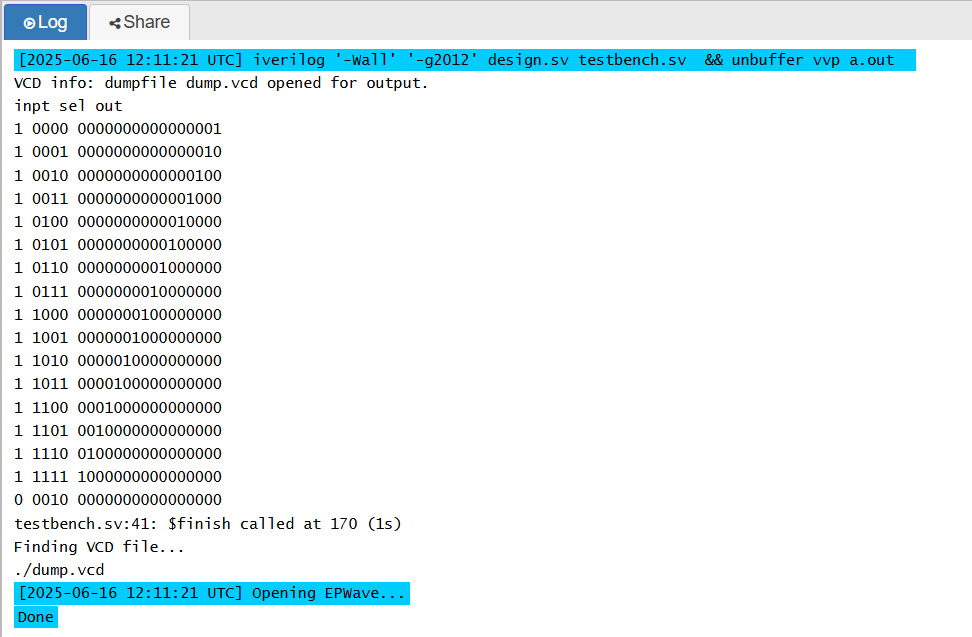 Log Share
[2025-06-16 12:11:21 UTC] iverilog '-Wall' '-g2012' design.sv testbench.sv  && unbuffer vvp a.out
VCD info: dumpfile dump.vcd opened for output.
inpt sel out
1 0000 0000000000000001
1 0001 0000000000000010
1 0010 0000000000000100
1 0011 0000000000001000
1 0100 0000000000010000
1 0101 0000000000100000
1 0110 0000000001000000
1 0111 0000000010000000
1 1000 0000000100000000
1 1001 0000001000000000
1 1010 0000010000000000
1 1011 0000100000000000
1 1100 0001000000000000
1 1101 0010000000000000
1 1110 0100000000000000
1 1111 1000000000000000
0 0010 0000000000000000
testbench.sv:41: $finish called at 170 (1s)
Finding VCD file...
./dump.vcd
[2025-06-16 12:11:21 UTC] Opening EPWave...
Done